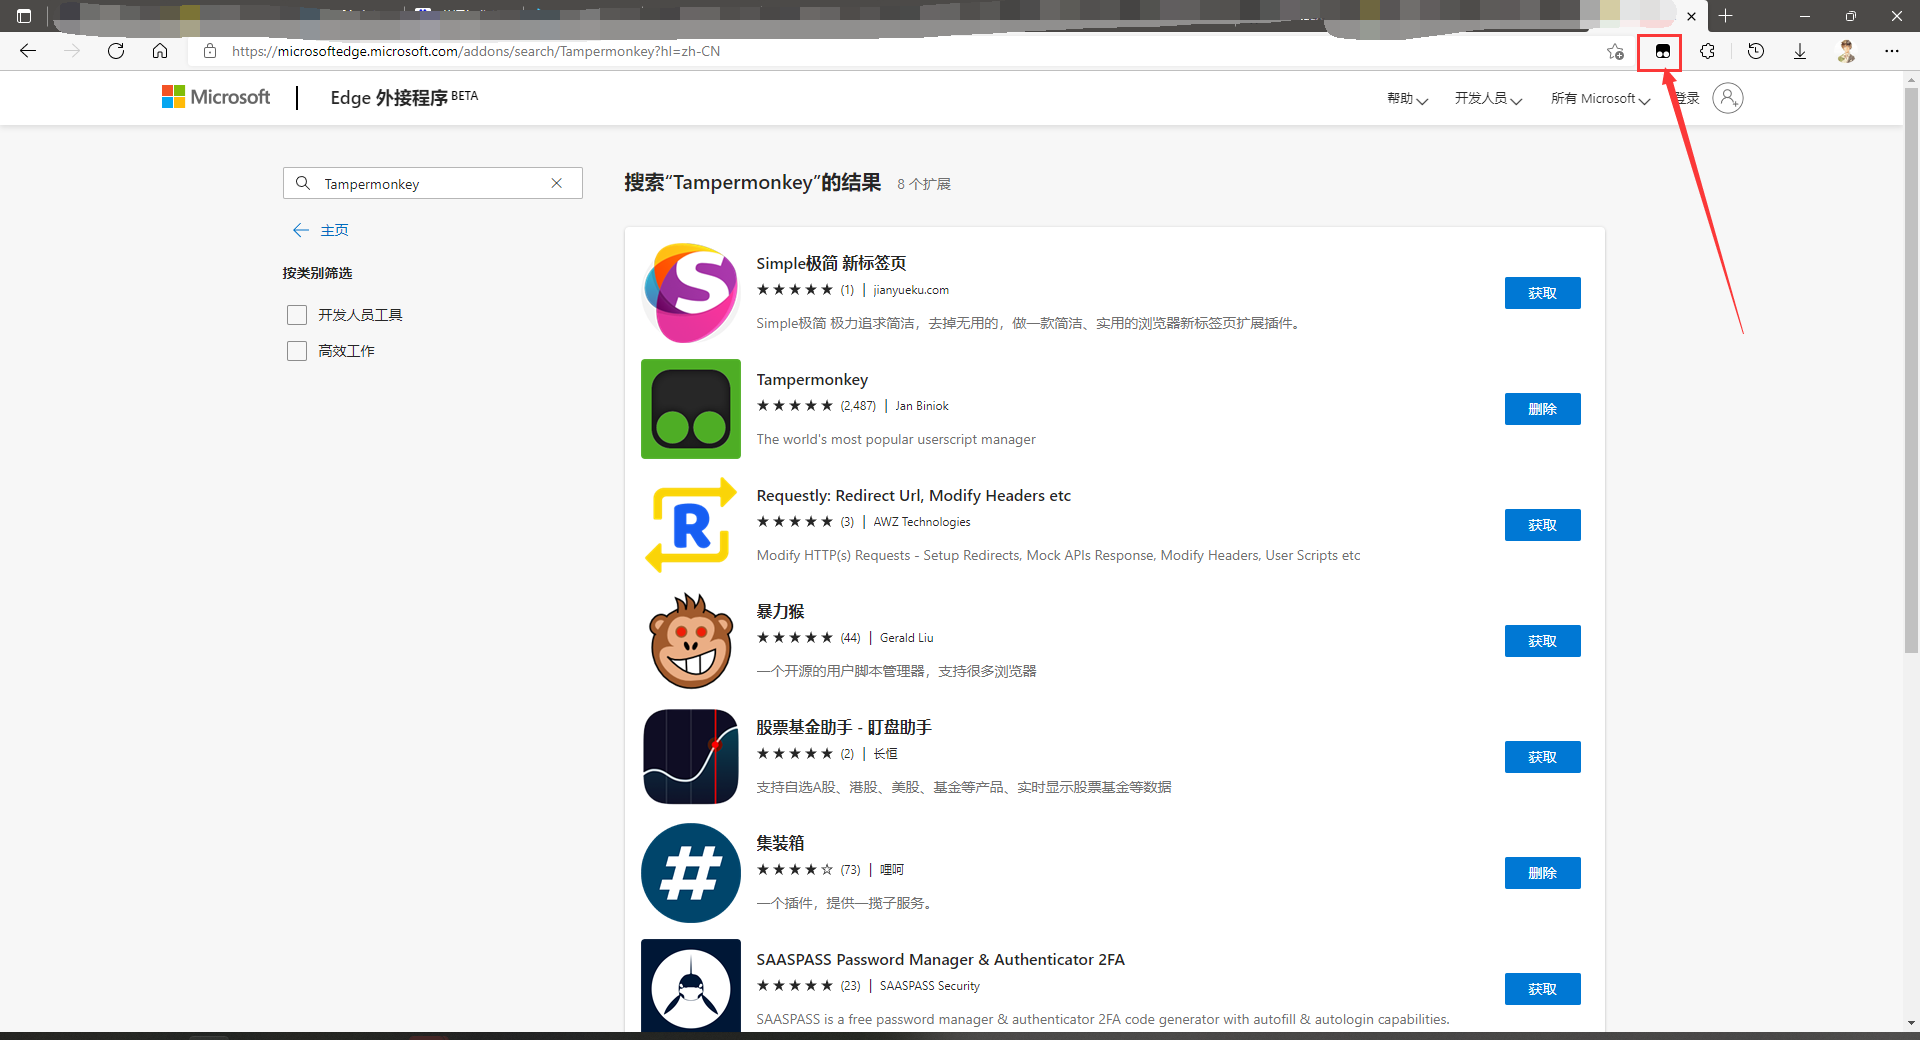 https://microsoftedge.microsoft.com/addons/search/Tampermonkey?hl=zh-CN
Microsoft
Edge 外接程序 BETA
帮助
开发人员
所有 Microsoft
登录
Tampermonkey
主页
按类别筛选
开发人员工具
高效工作
搜索“Tampermonkey”的结果 8 个扩展
Simple极简 新标签页
(1) | jianyueku.com
Simple极简 极力追求简洁，去掉无用的，做一款简洁、实用的浏览器新标签页扩展插件。
获取
Tampermonkey
(2,487) | Jan Biniok
The world's most popular userscript manager
删除
Requestly: Redirect Url, Modify Headers etc
(3) | AWZ Technologies
Modify HTTP(s) Requests - Setup Redirects, Mock APIs Response, Modify Headers, User Scripts etc
获取
暴力猴
(44) | Gerald Liu
一个开源的用户脚本管理器，支持很多浏览器
获取
股票基金助手 - 盯盘助手
(2) | 长恒
支持自选A股、港股、美股、基金等产品、实时显示股票基金等数据
获取
集装箱
(73) | 哩呵
一个插件，提供一揽子服务。
删除
SAASPASS Password Manager & Authenticator 2FA
(23) | SAASPASS Security
SAASPASS is a free password manager & authenticator 2FA code generator with autofill & autologin capabilities.
获取